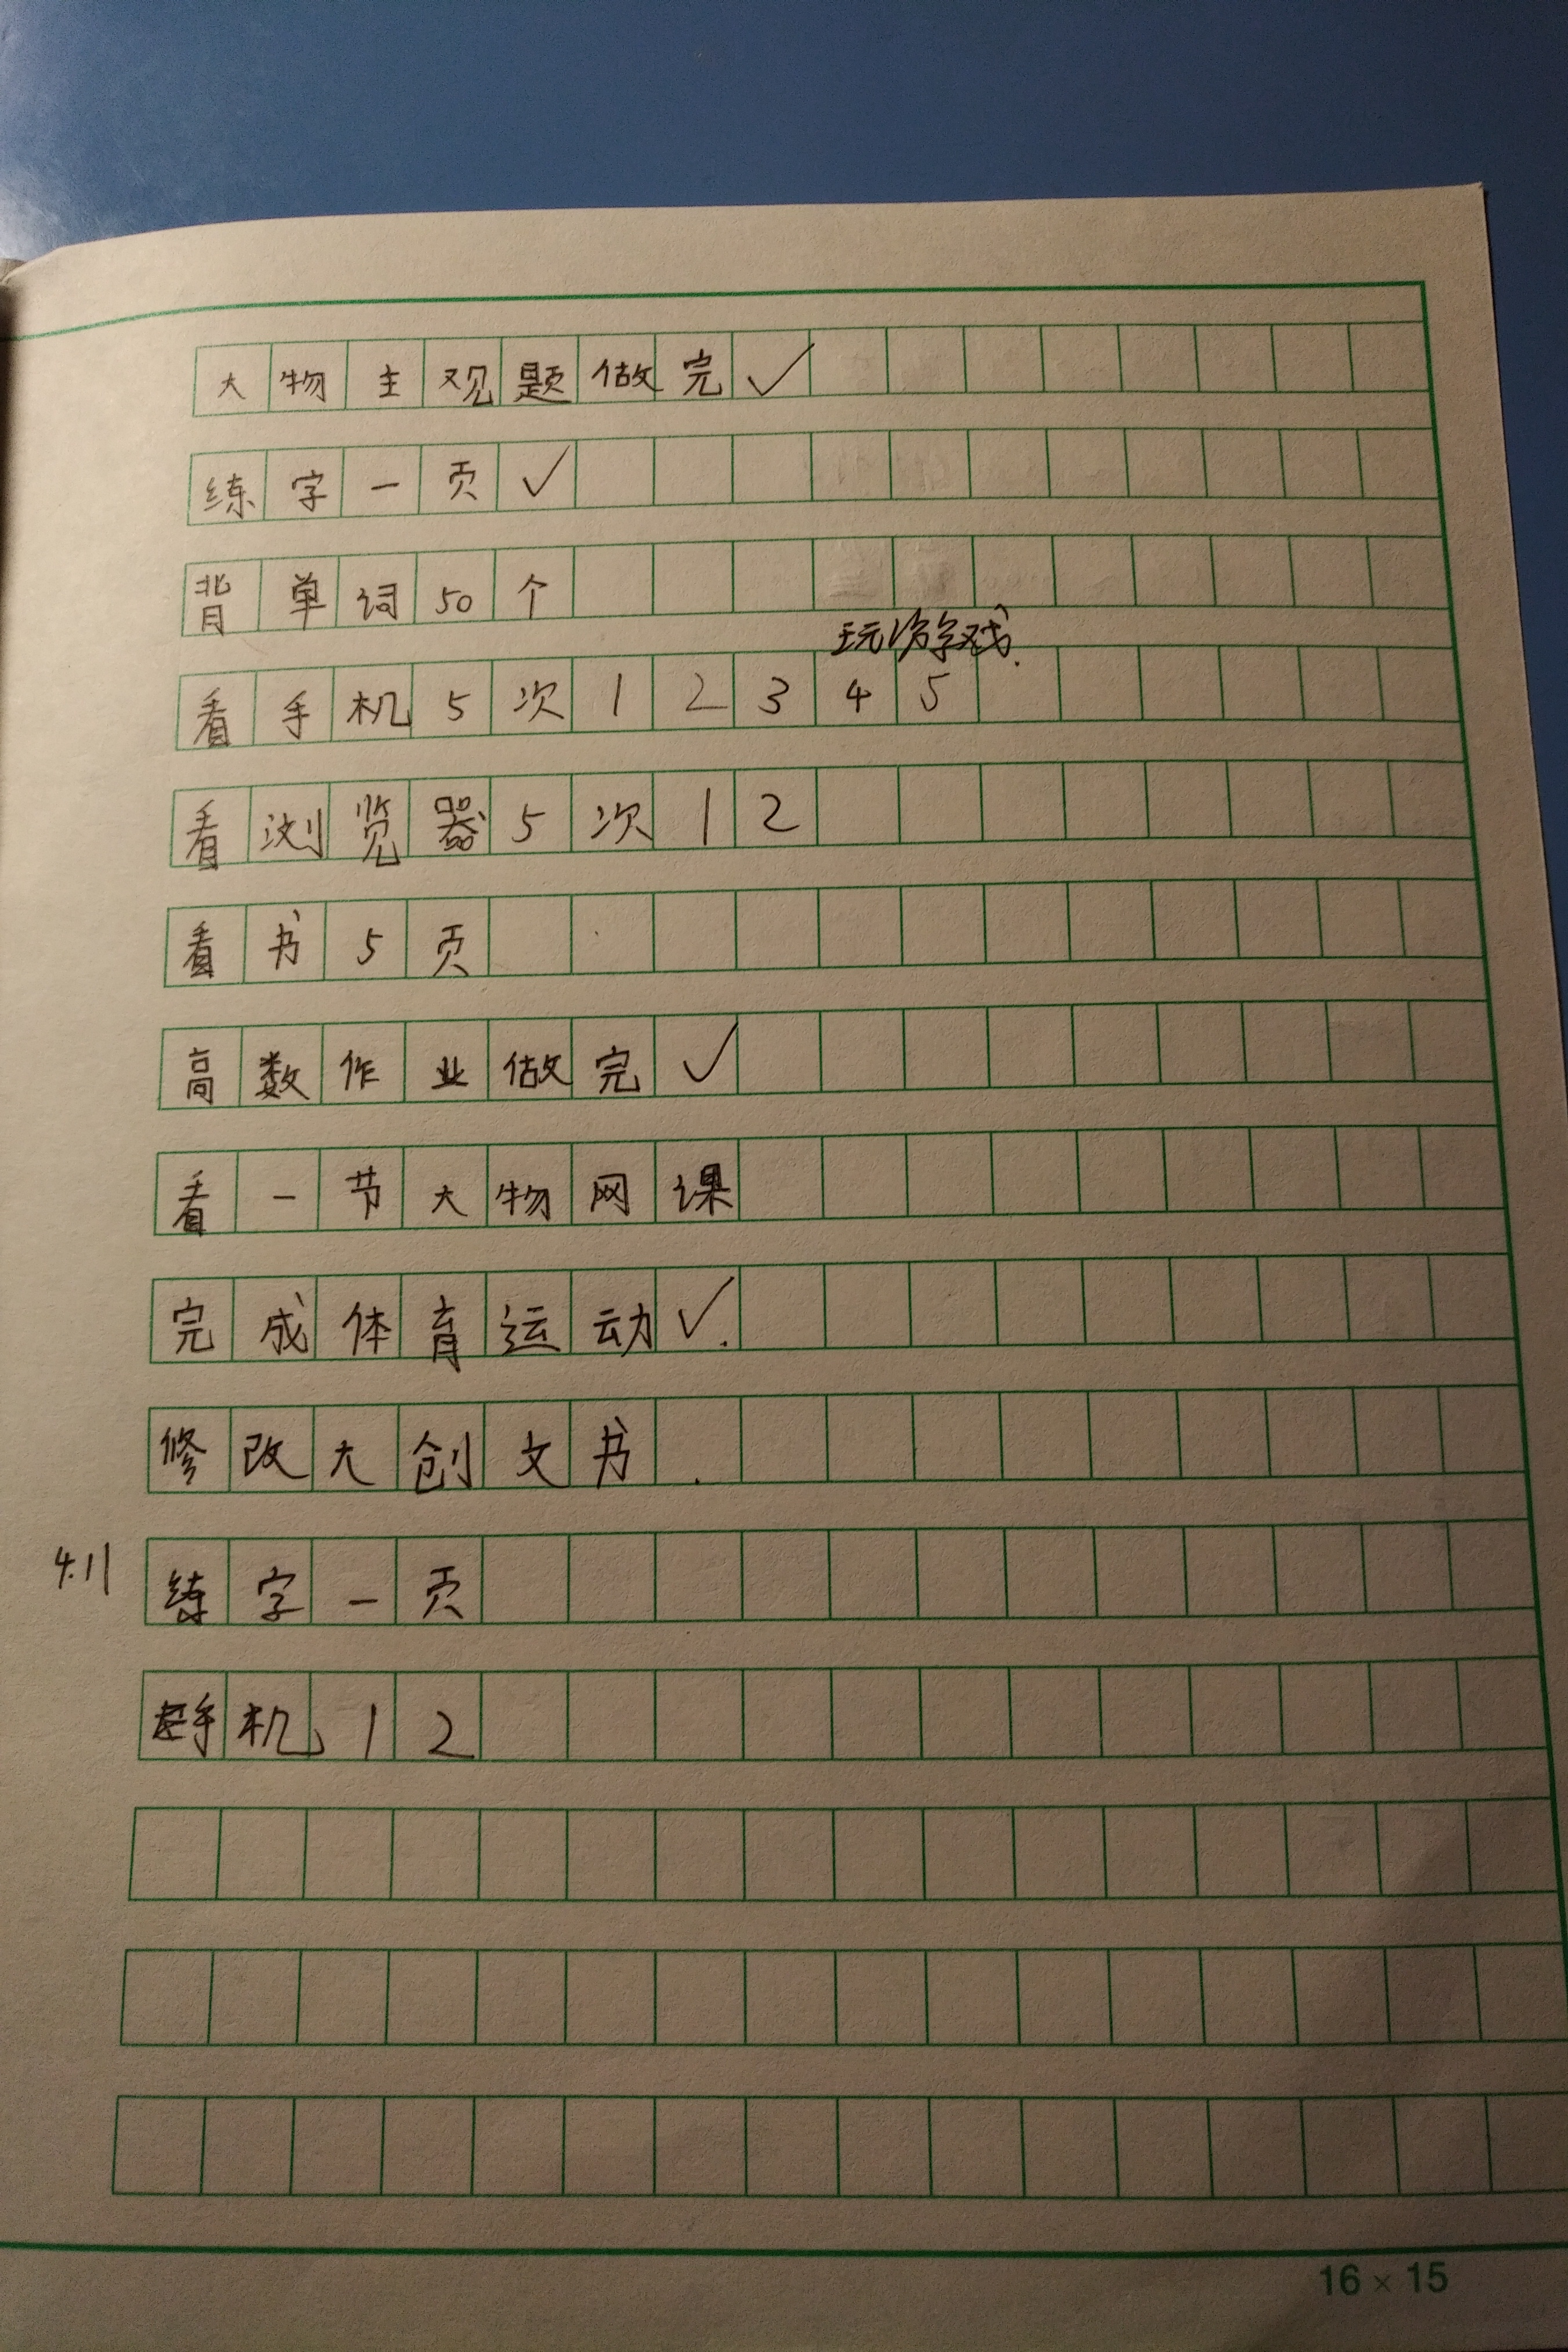 大物主观题做完✓
练字一页✓
背单词50个
玩游戏.
看手机5次12345
看浏览器5次12
看书5页
高数作业做完✓
看一节大物网课
完成体育运动✓.
修改大创文书.
4.11 练字一页
手机12
16×15